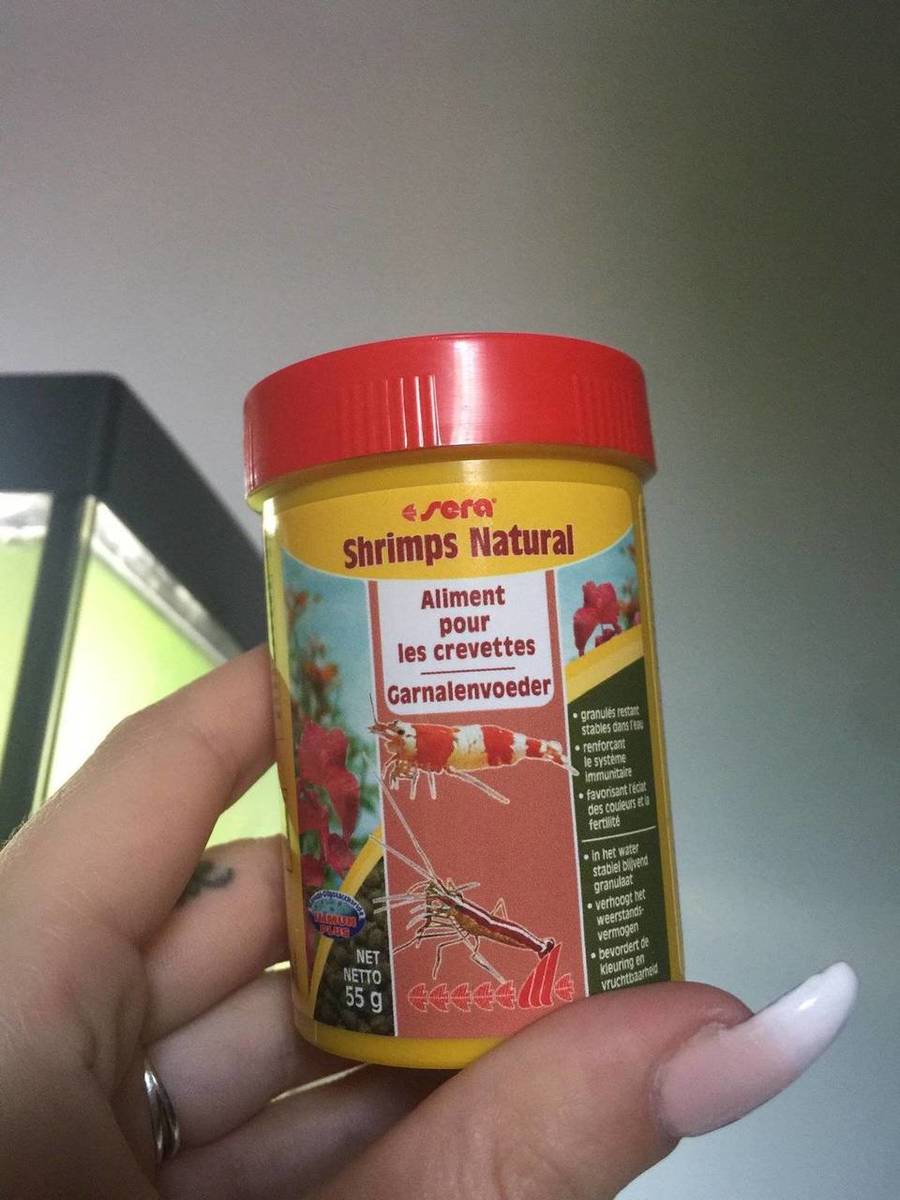 sera
Shrimps Natural
Aliment
pour
les crevettes
Garnalenvoeder
• granulés restant
stables dans l'eau
• renforçant
le système
immunitaire
• favorisant l'éclat
des couleurs et la
fertilité
• in het water
stabiel blijvend
granulaat
• verhoogt het
weerstands-
vermogen
• bevordert de
kleuring en
vruchtbaarheid
IMMUN
PLUS
NET
NETTO
55 g